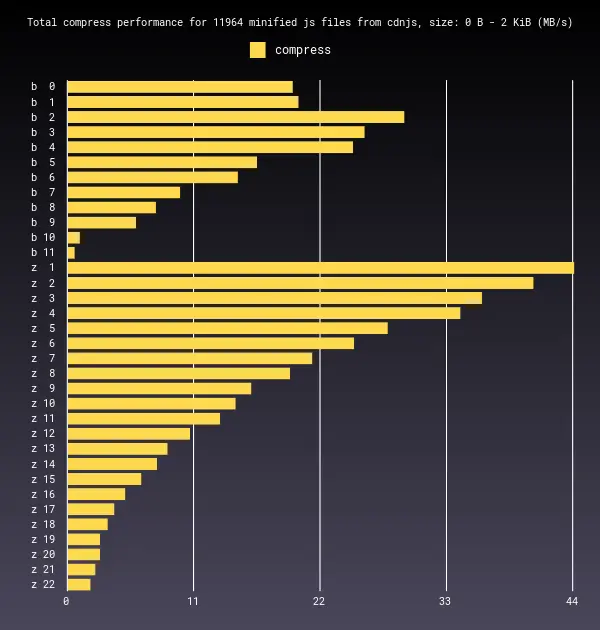 Total compress performance for 11964 minified js files from cdnjs, size: 0 B - 2 KiB (MB/s)
compress
b 0
b 1
b 2
b 3
b 4
b 5
b 6
b 7
b 8
b 9
b 10
b 11
z 1
z 2
z 3
z 4
z 5
z 6
z 7
z 8
z 9
z 10
z 11
z 12
z 13
z 14
z 15
z 16
z 17
z 18
z 19
z 20
z 21
z 22
0 11 22 33 44